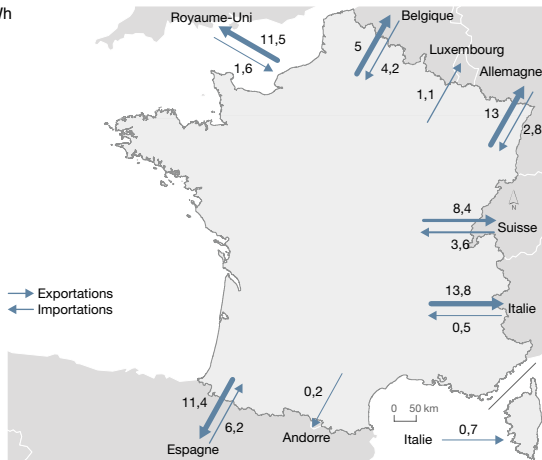 Wh
Royaume-Uni
11,5
1,6
Belgique
5
4,2
Luxembourg
1,1
Allemagne
13
2,8
N
8,4
Suisse
3,6
13,8
Italie
0,5
Exportations
Importations
11,4
6,2
Espagne
0,2
Andorre
0 50 km
Italie
0,7